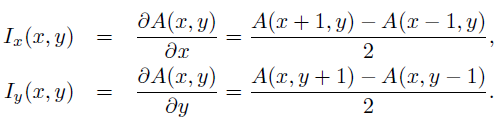 I_x(x, y) = ∂A(x, y)/∂x = (A(x + 1, y) − A(x − 1, y))/2,
I_y(x, y) = ∂A(x, y)/∂y = (A(x, y + 1) − A(x, y − 1))/2.